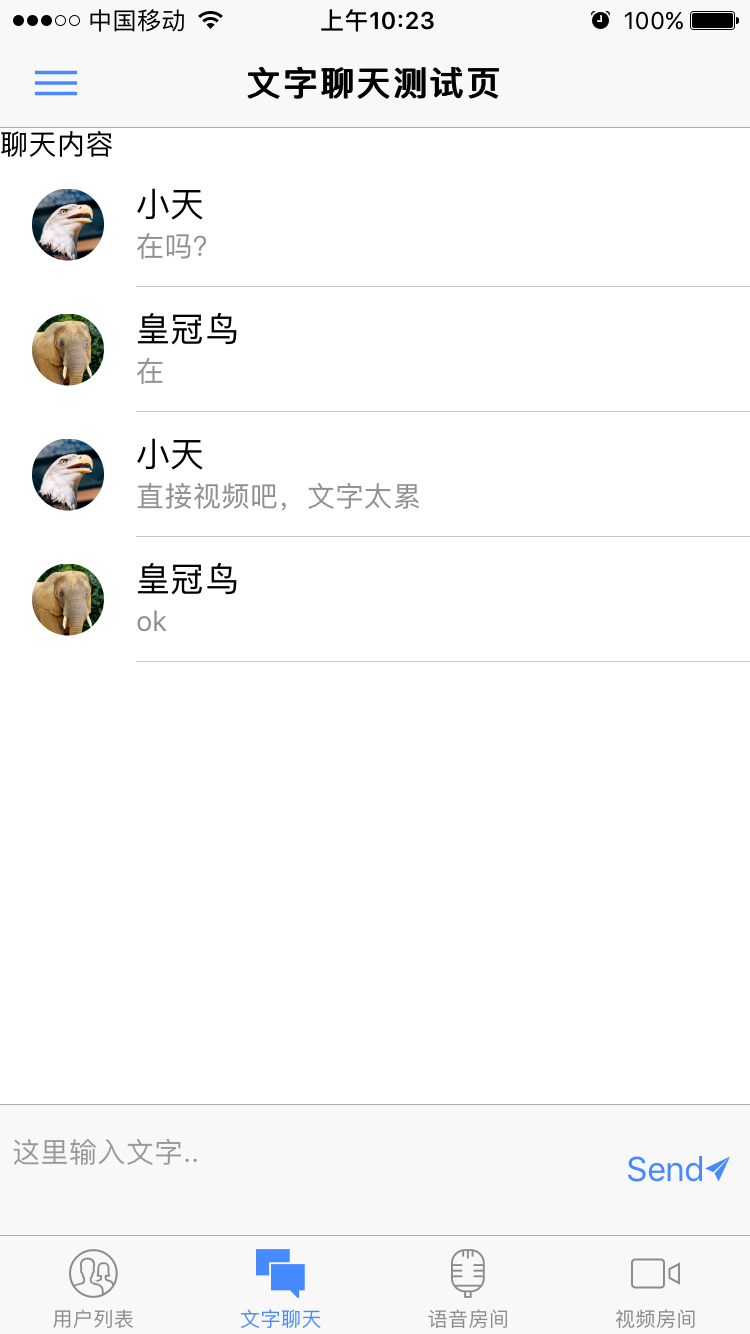 中国移动 上午10:23 100%
文字聊天测试页
聊天内容
小天
在吗?
皇冠鸟
在
小天
直接视频吧，文字太累
皇冠鸟
ok
这里输入文字..
Send
用户列表 文字聊天 语音房间 视频房间